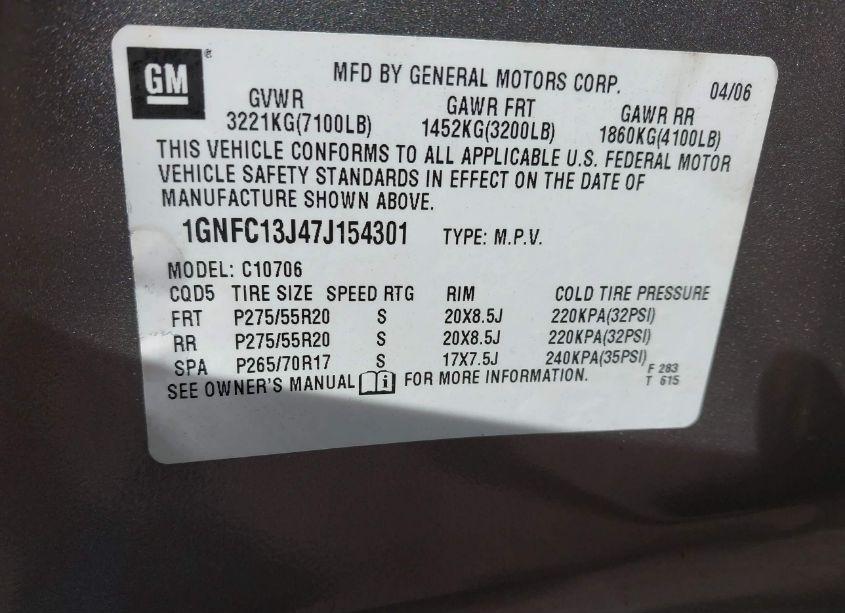 GM ®
MFD BY GENERAL MOTORS CORP. 04/06
GVWR GAWR FRT GAWR RR
3221KG(7100LB) 1452KG(3200LB) 1860KG(4100LB)
THIS VEHICLE CONFORMS TO ALL APPLICABLE U.S. FEDERAL MOTOR
VEHICLE SAFETY STANDARDS IN EFFECT ON THE DATE OF
MANUFACTURE SHOWN ABOVE.
1GNFC13J47J154301 TYPE: M.P.V.
MODEL: C10706
CQD5 TIRE SIZE SPEED RTG RIM COLD TIRE PRESSURE
FRT P275/55R20 S 20X8.5J 220KPA(32PSI)
RR P275/55R20 S 20X8.5J 220KPA(32PSI)
SPA P265/70R17 S 17X7.5J 240KPA(35PSI)
SEE OWNER'S MANUAL i FOR MORE INFORMATION.
F 283
T 615